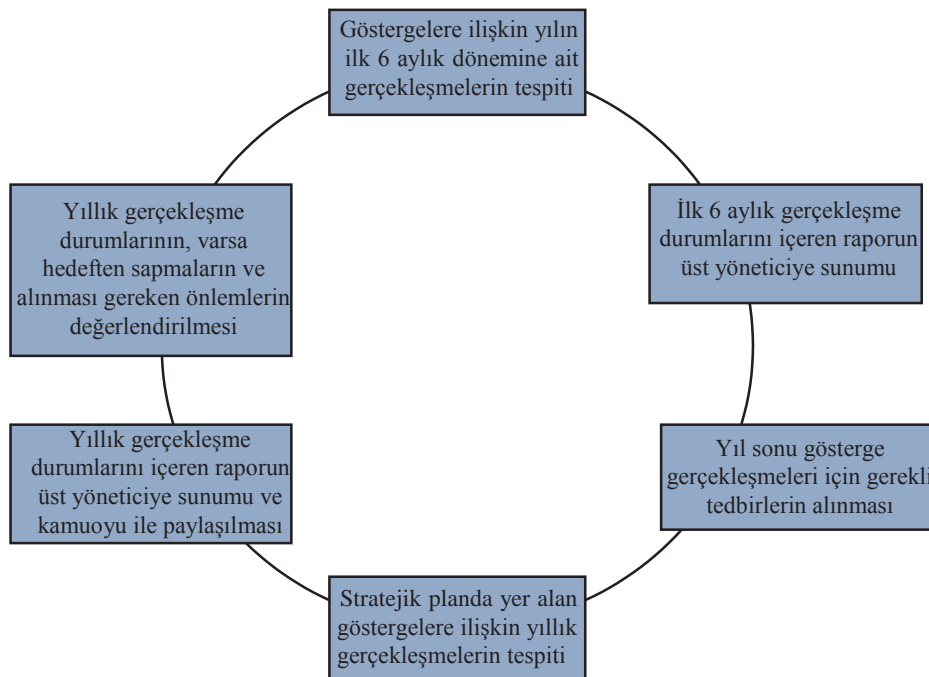 Göstergelere ilişkin yılın
ilk 6 aylık dönemine ait
gerçekleşmelerin tespiti
İlk 6 aylık gerçekleşme
durumlarını içeren raporun
üst yöneticiye sunumu
Yıl sonu gösterge
gerçekleşmeleri için gerekli
tedbirlerin alınması
Stratejik planda yer alan
göstergelere ilişkin yıllık
gerçekleşmelerin tespiti
Yıllık gerçekleşme
durumlarını içeren raporun
üst yöneticiye sunumu ve
kamuoyu ile paylaşılması
Yıllık gerçekleşme
durumlarının, varsa
hedeften sapmaların ve
alınması gereken önlemlerin
değerlendirilmesi